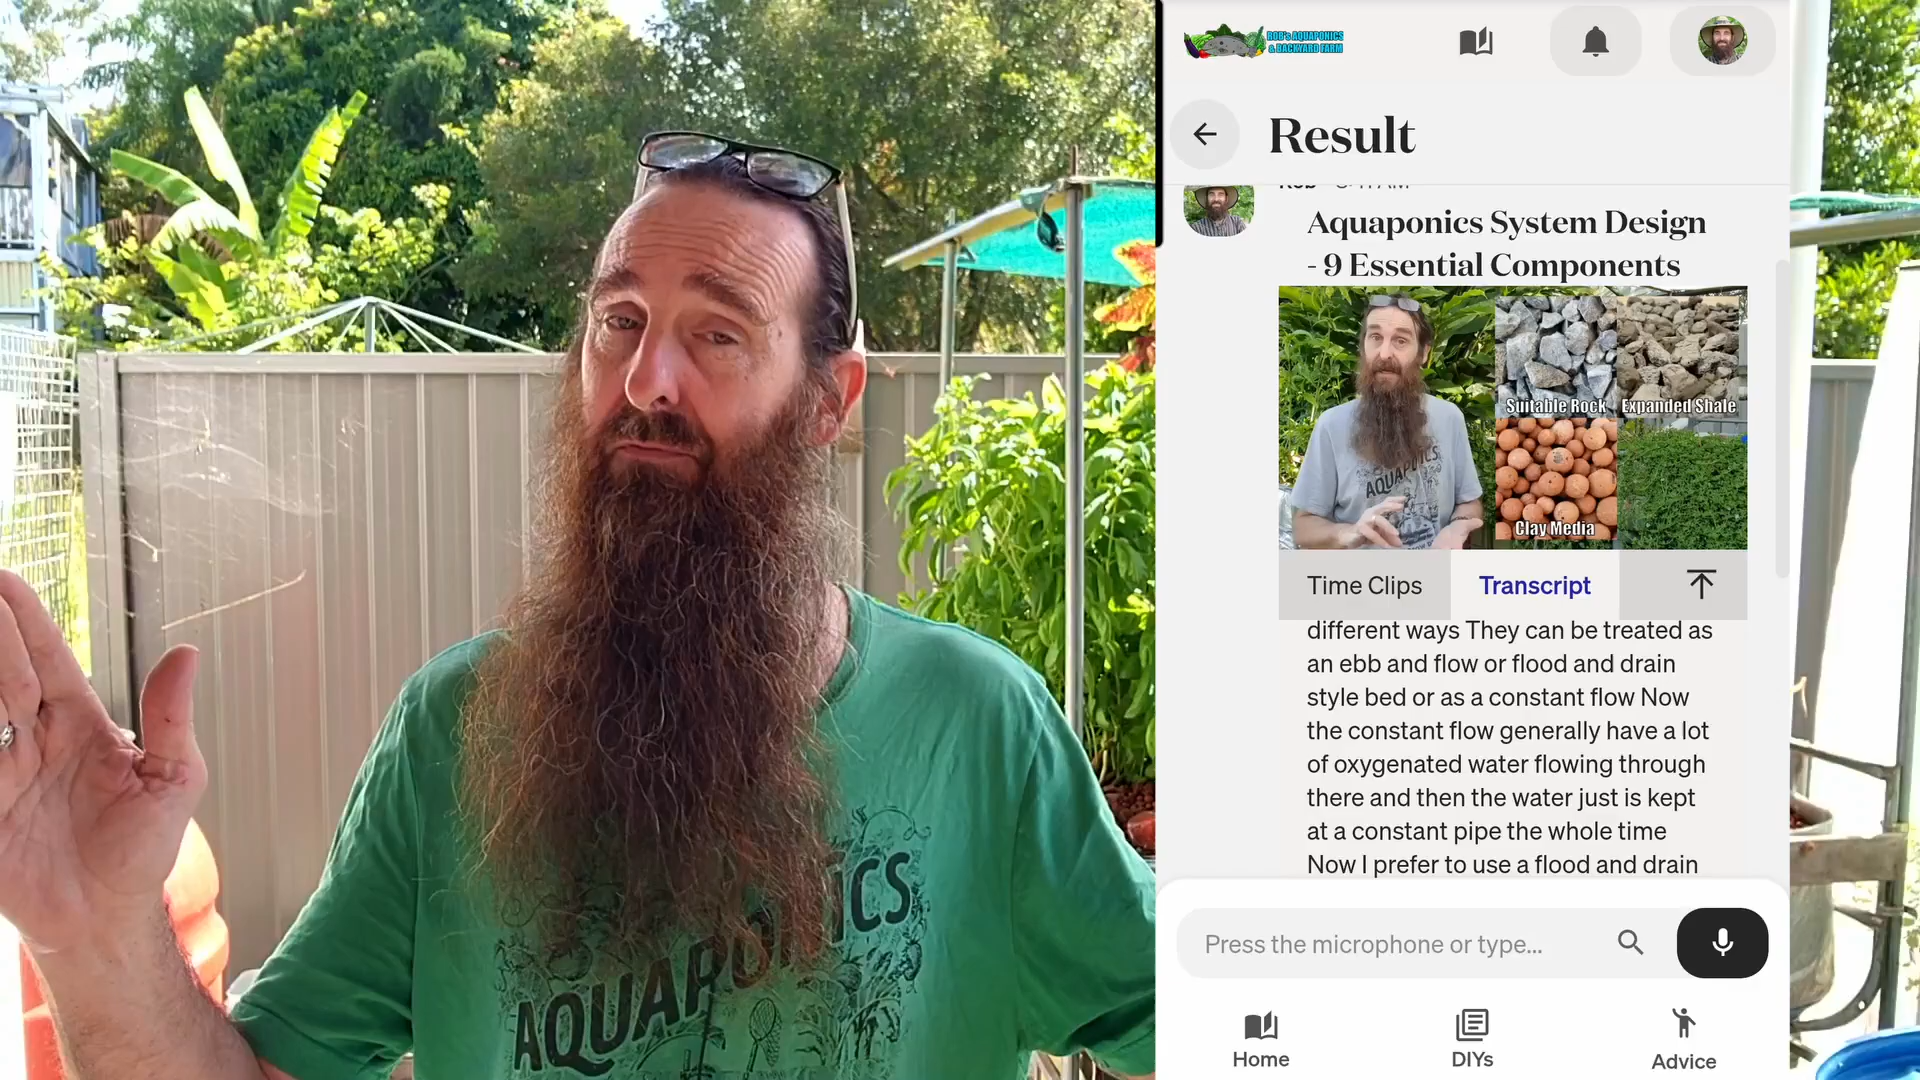 AQUAPONICS
ROB's AQUAPONICS
& BACKYARD FARM
Result
Aquaponics System Design
- 9 Essential Components
Suitable Rock
Expanded Shale
AQUAPONICS
Clay Media
Time Clips
Transcript
different ways They can be treated as
an ebb and flow or flood and drain
style bed or as a constant flow Now
the constant flow generally have a lot
of oxygenated water flowing through
there and then the water just is kept
at a constant pipe the whole time
Now I prefer to use a flood and drain
Press the microphone or type...
Home
DIYs
Advice